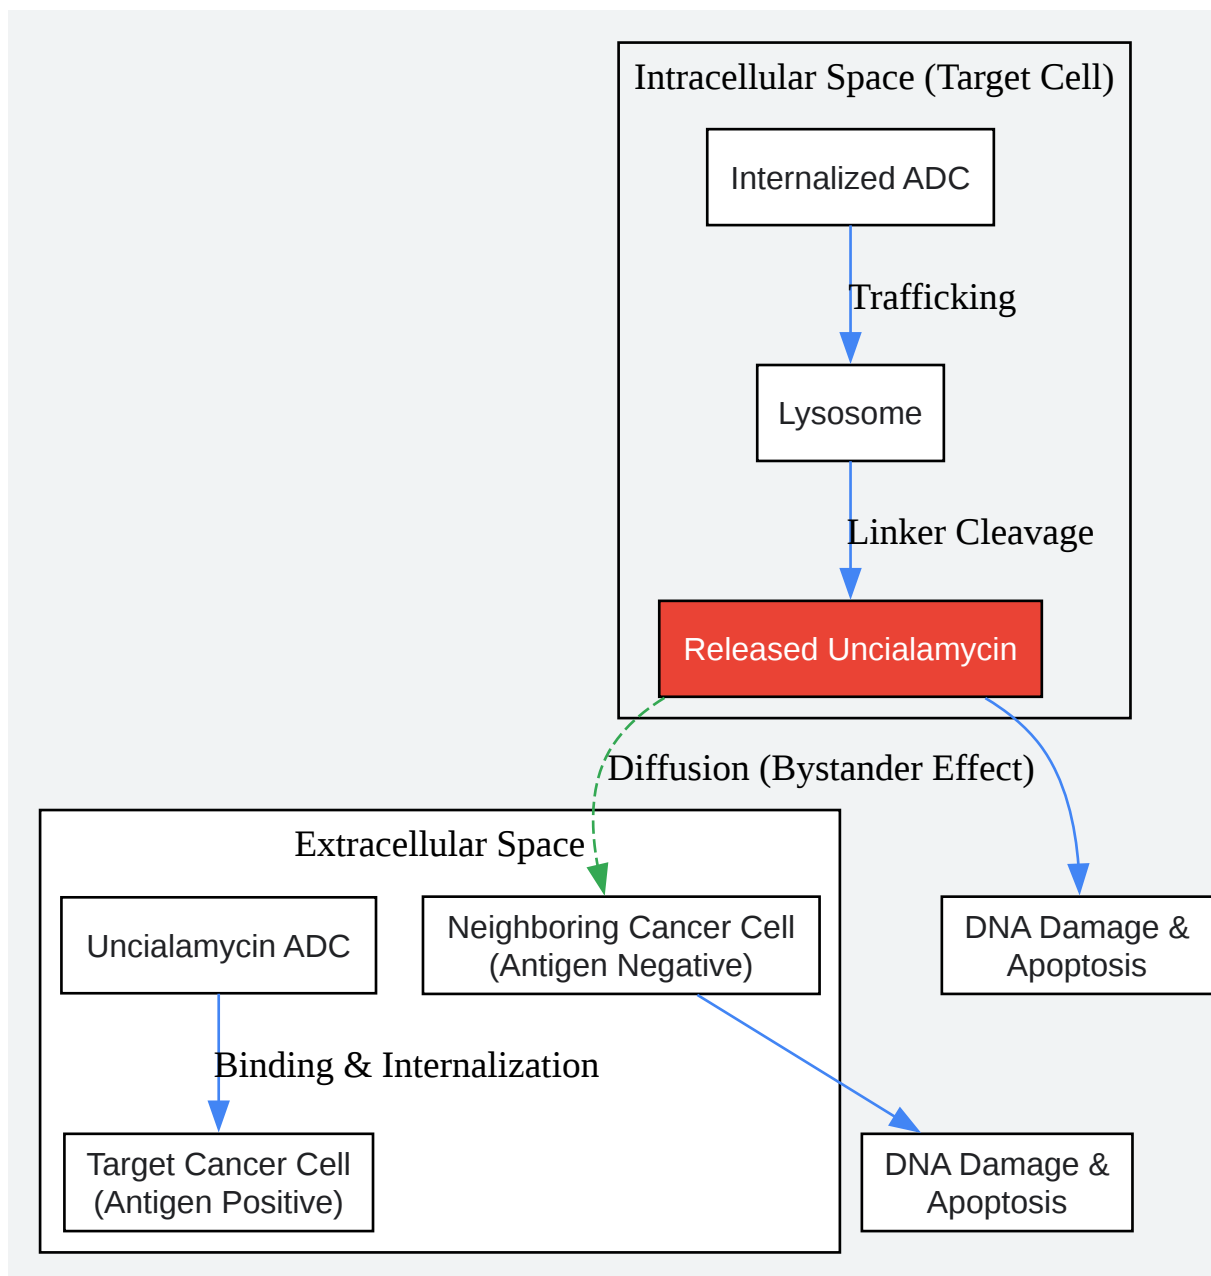 Intracellular Space (Target Cell)
Internalized ADC
Trafficking
Lysosome
Linker Cleavage
Released Uncialamycin
Diffusion (Bystander Effect)
Extracellular Space
Uncialamycin ADC
Neighboring Cancer Cell
(Antigen Negative)
DNA Damage &
Apoptosis
Binding & Internalization
Target Cancer Cell
(Antigen Positive)
DNA Damage &
Apoptosis